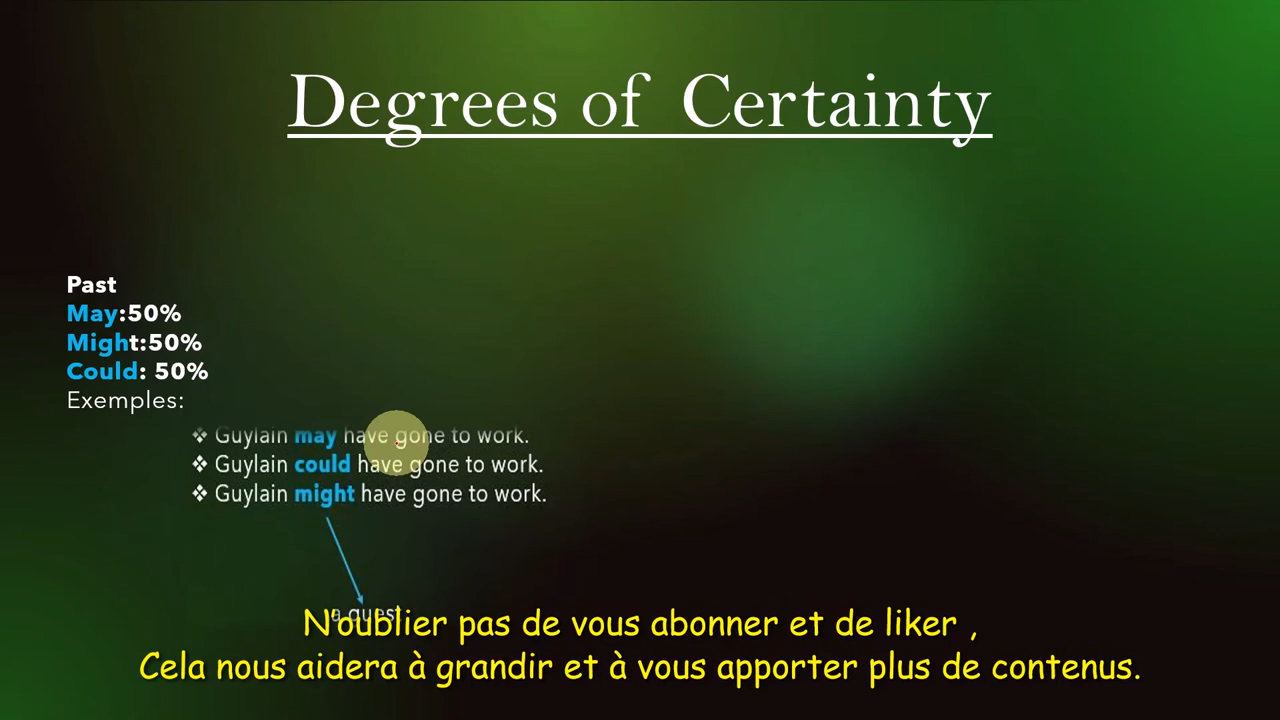 Degrees of Certainty
Past
May:50%
Might:50%
Could: 50%
Exemples:
❖ Guylain may have gone to work.
❖ Guylain could have gone to work.
❖ Guylain might have gone to work.
N'oublier pas de vous abonner et de liker ,
Cela nous aidera à grandir et à vous apporter plus de contenus.